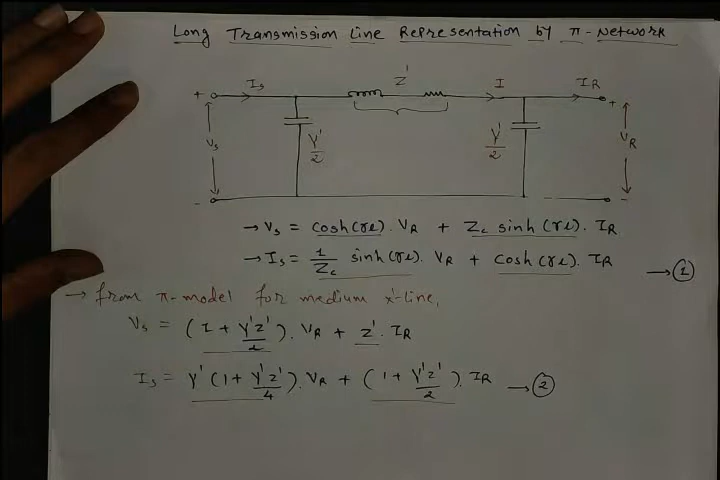 Long Transmission Line Representation by π-Network
Z'
+ Is I IR +
Vs Y'/2 Y'/2 VR
- -
→ Vs = cosh(γl). VR + Zc sinh(γl). IR
→ Is = 1/Zc sinh(γl). VR + cosh(γl). IR → ①
→ from π-model for medium x'-line,
Vs = (1 + Y'Z'/2). VR + Z'. IR
Is = Y'(1 + Y'Z'/4). VR + (1 + Y'Z'/2). IR → ②